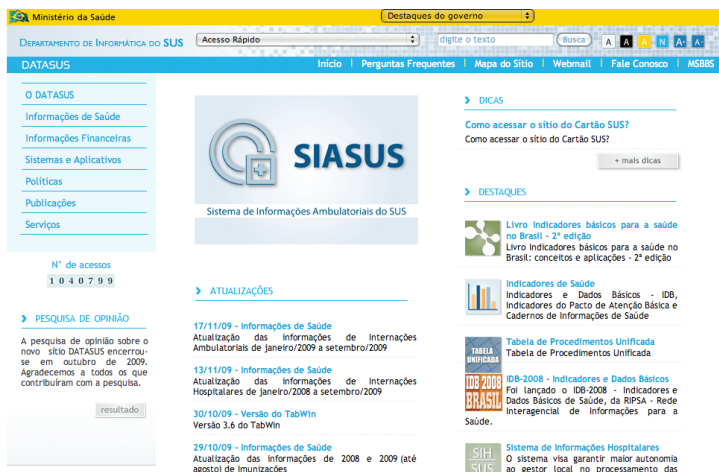 Ministério da Saúde
Destaques do governo
DEPARTAMENTO DE INFORMÁTICA DO SUS
Acesso Rápido
digite o texto
Busca
A A A N A+ A-
DATASUS
Início | Perguntas Frequentes | Mapa do Sítio | Webmail | Fale Conosco | MSBBS
O DATASUS
Informações de Saúde
Informações Financeiras
Sistemas e Aplicativos
Políticas
Publicações
Serviços
N° de acessos
1040799
PESQUISA DE OPINIÃO
A pesquisa de opinião sobre o
novo sítio DATASUS encerrou-
se em outubro de 2009.
Agradecemos a todos os que
contribuíram com a pesquisa.
resultado
SIASUS
Sistema de Informações Ambulatoriais do SUS
ATUALIZAÇÕES
17/11/09 - Informações de Saúde
Atualização das informações de Internações
Ambulatoriais de janeiro/2009 a setembro/2009
13/11/09 - Informações de Saúde
Atualização das informações de Internações
Hospitalares de janeiro/2008 a setembro/2009
30/10/09 - Versão do TabWin
Versão 3.6 do TabWin
29/10/09 - Informações de Saúde
Atualização das informações de 2008 e 2009 (até
agosto) de Imunizações
DICAS
Como acessar o sítio do Cartão SUS?
Como acessar o sítio do Cartão SUS?
+ mais dicas
DESTAQUES
Livro Indicadores básicos para a saúde
no Brasil - 2ª edição
Livro Indicadores básicos para a saúde no
Brasil: conceitos e aplicações - 2ª edição
Indicadores de Saúde
Indicadores e Dados Básicos - IDB,
Indicadores do Pacto de Atenção Básica e
Cadernos de Informações de Saúde
TABELA
UNIFICADA
Tabela de Procedimentos Unificada
Tabela de Procedimentos Unificada
IDB 2008
BRASIL
IDB-2008 - Indicadores e Dados Básicos
Foi lançado o IDB-2008 - Indicadores e
Dados Básicos de Saúde, da RIPSA - Rede
Interagencial de Informações para a
Saúde.
SIH
SUS
Sistema de Informações Hospitalares
O sistema visa garantir maior autonomia
ao gestor local no processamento das